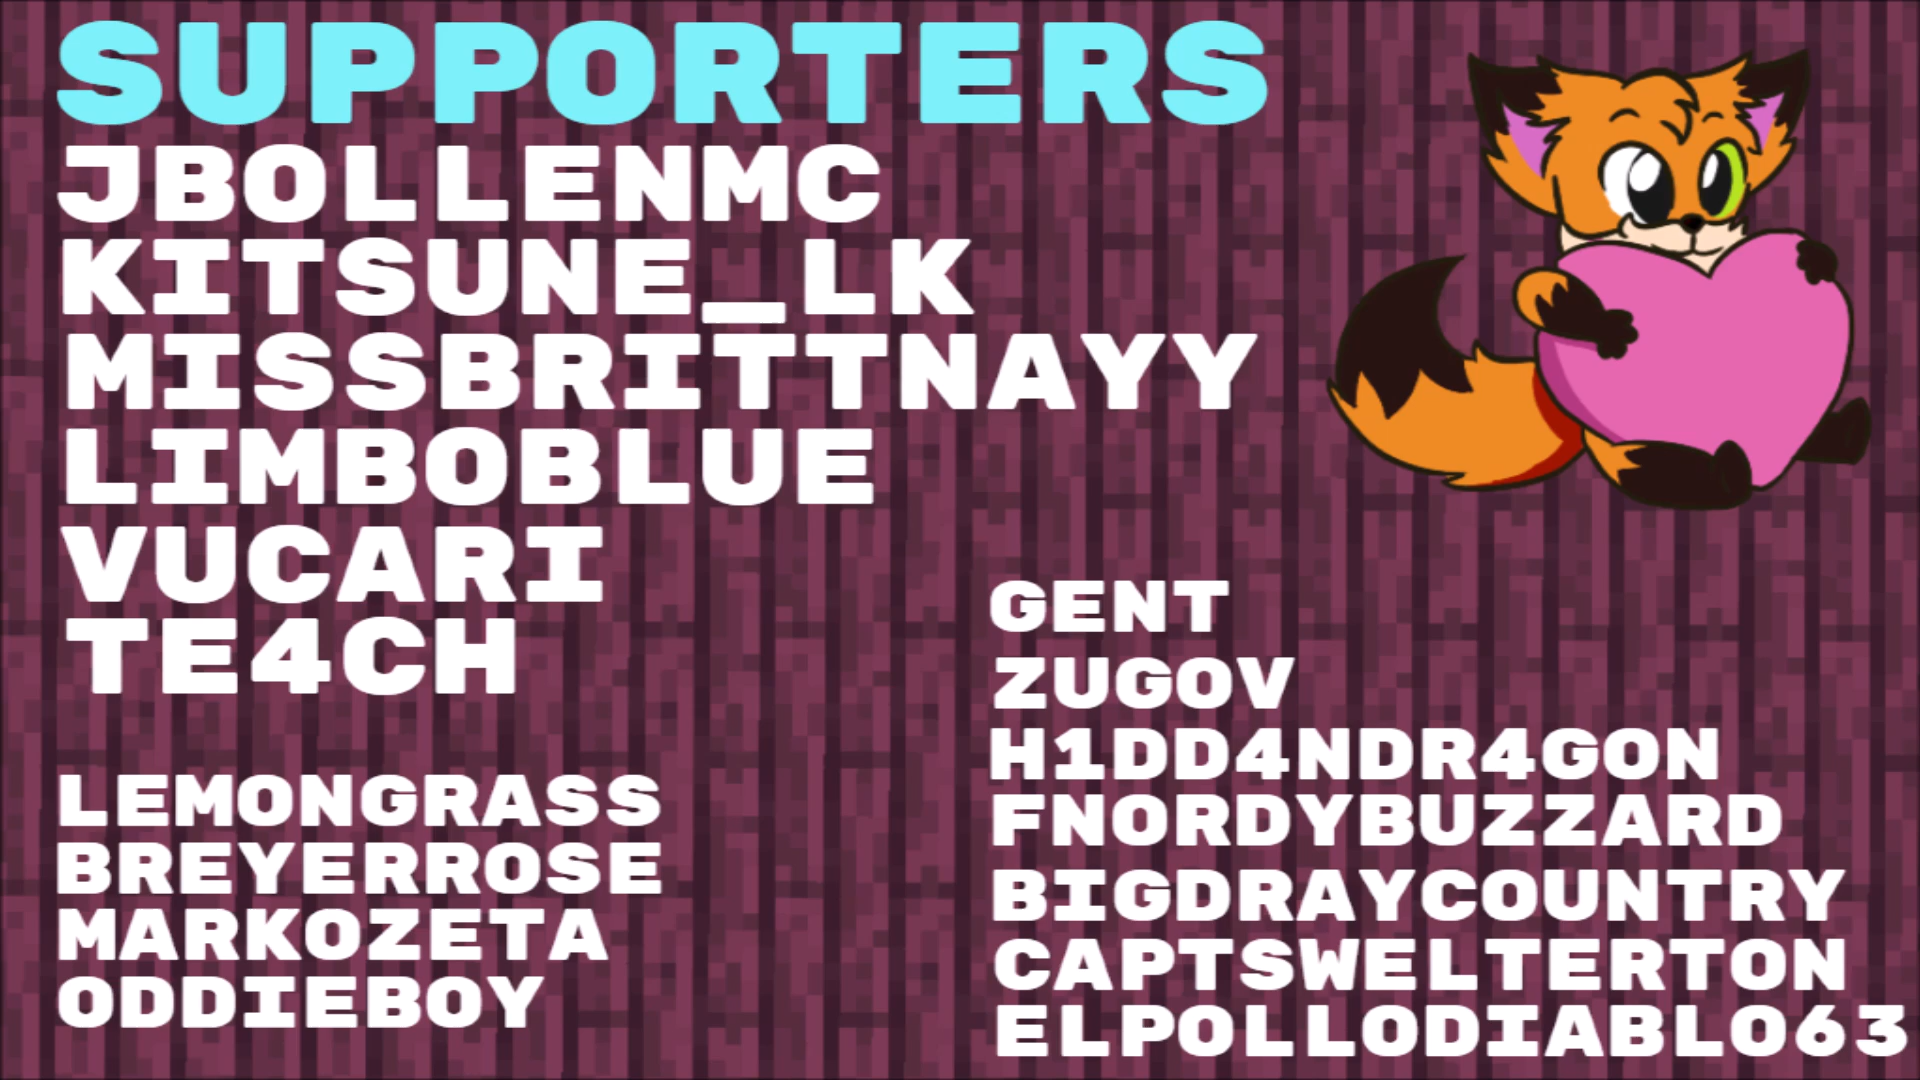 SUPPORTERS
JBOLLENMC
KITSUNE_LK
MISSBRITTNAYY
LIMBOBLUE
VUCARI
TE4CH
LEMONGRASS
BREYERROSE
MARKOZETA
ODDIEBOY
GENT
ZUGOV
H1DD4NDR4GON
FNORDYBUZZARD
BIGDRAYCOUNTRY
CAPTSWELTERTON
ELPOLLODIABLO63